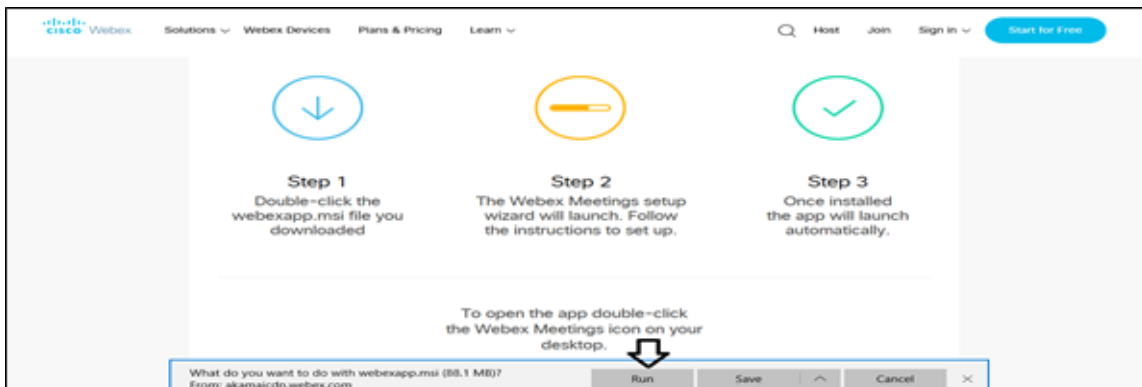 cisco Webex Solutions Webex Devices Plans & Pricing Learn Host Join Sign in Start for Free
Step 1
Double-click the
webexapp.msi file you
downloaded
Step 2
The Webex Meetings setup
wizard will launch. Follow
the instructions to set up.
Step 3
Once installed
the app will launch
automatically.
To open the app double-click
the Webex Meetings icon on your
desktop.
What do you want to do with webexapp.msi (88.1 MB)?
From: akamaicdn.webex.com
Run Save Cancel